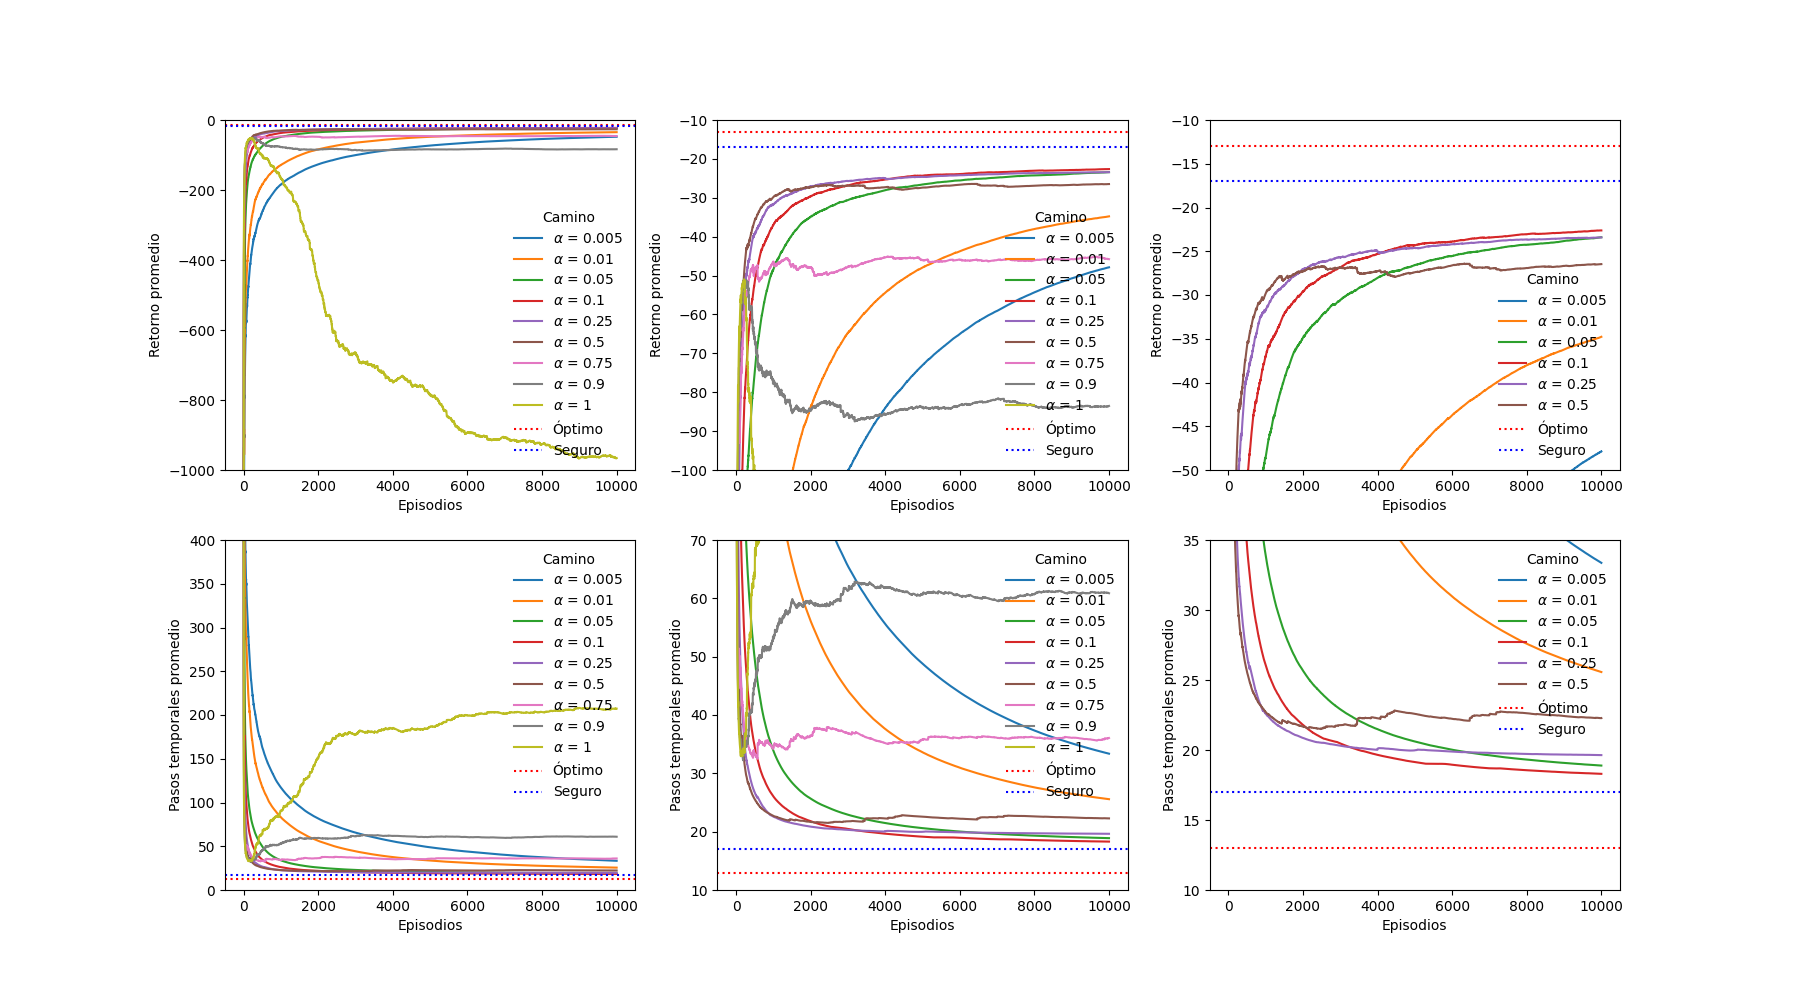 0
−200
−400
−600
−800
−1000
Retorno promedio
0 2000 4000 6000 8000 10000
Episodios
Camino
α = 0.005
α = 0.01
α = 0.05
α = 0.1
α = 0.25
α = 0.5
α = 0.75
α = 0.9
α = 1
Óptimo
Seguro
−10
−20
−30
−40
−50
−60
−70
−80
−90
−100
Retorno promedio
0 2000 4000 6000 8000 10000
Episodios
Camino
α = 0.005
α = 0.01
α = 0.05
α = 0.1
α = 0.25
α = 0.5
α = 0.75
α = 0.9
α = 1
Óptimo
Seguro
−10
−15
−20
−25
−30
−35
−40
−45
−50
Retorno promedio
0 2000 4000 6000 8000 10000
Episodios
Camino
α = 0.005
α = 0.01
α = 0.05
α = 0.1
α = 0.25
α = 0.5
Óptimo
Seguro
400
350
300
250
200
150
100
50
0
Pasos temporales promedio
0 2000 4000 6000 8000 10000
Episodios
Camino
α = 0.005
α = 0.01
α = 0.05
α = 0.1
α = 0.25
α = 0.5
α = 0.75
α = 0.9
α = 1
Óptimo
Seguro
70
60
50
40
30
20
10
Pasos temporales promedio
0 2000 4000 6000 8000 10000
Episodios
Camino
α = 0.005
α = 0.01
α = 0.05
α = 0.1
α = 0.25
α = 0.5
α = 0.75
α = 0.9
α = 1
Óptimo
Seguro
35
30
25
20
15
10
Pasos temporales promedio
0 2000 4000 6000 8000 10000
Episodios
Camino
α = 0.005
α = 0.01
α = 0.05
α = 0.1
α = 0.25
α = 0.5
Óptimo
Seguro